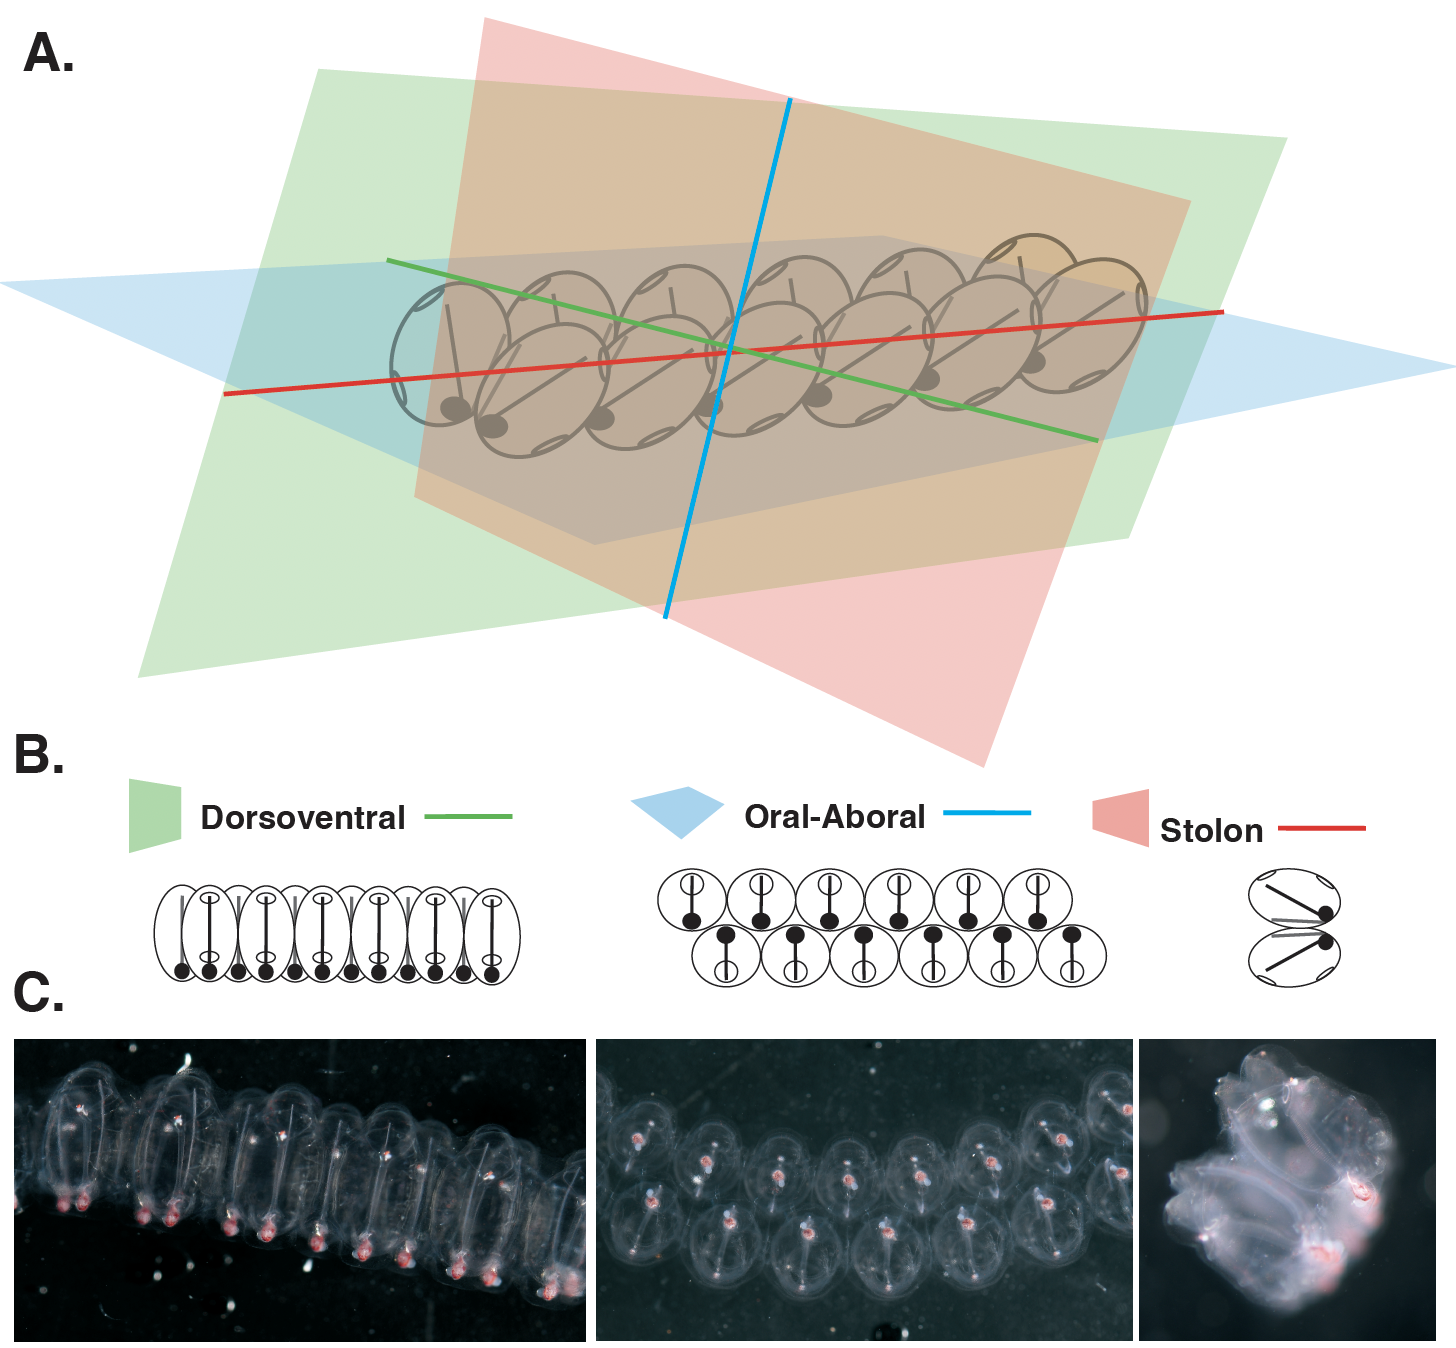 A.
B.
Dorsoventral
Oral-Aboral
Stolon
C.